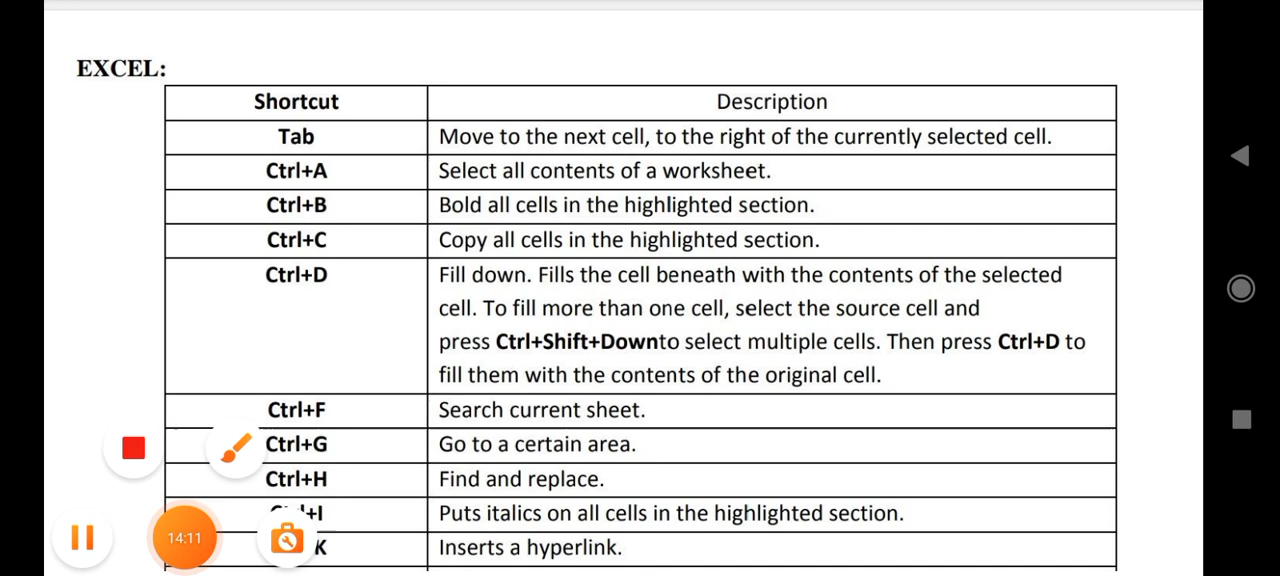 EXCEL:
Shortcut Description
Tab Move to the next cell, to the right of the currently selected cell.
Ctrl+A Select all contents of a worksheet.
Ctrl+B Bold all cells in the highlighted section.
Ctrl+C Copy all cells in the highlighted section.
Ctrl+D Fill down. Fills the cell beneath with the contents of the selected
cell. To fill more than one cell, select the source cell and
press Ctrl+Shift+Downto select multiple cells. Then press Ctrl+D to
fill them with the contents of the original cell.
Ctrl+F Search current sheet.
Ctrl+G Go to a certain area.
Ctrl+H Find and replace.
+I Puts italics on all cells in the highlighted section.
14:11
K Inserts a hyperlink.